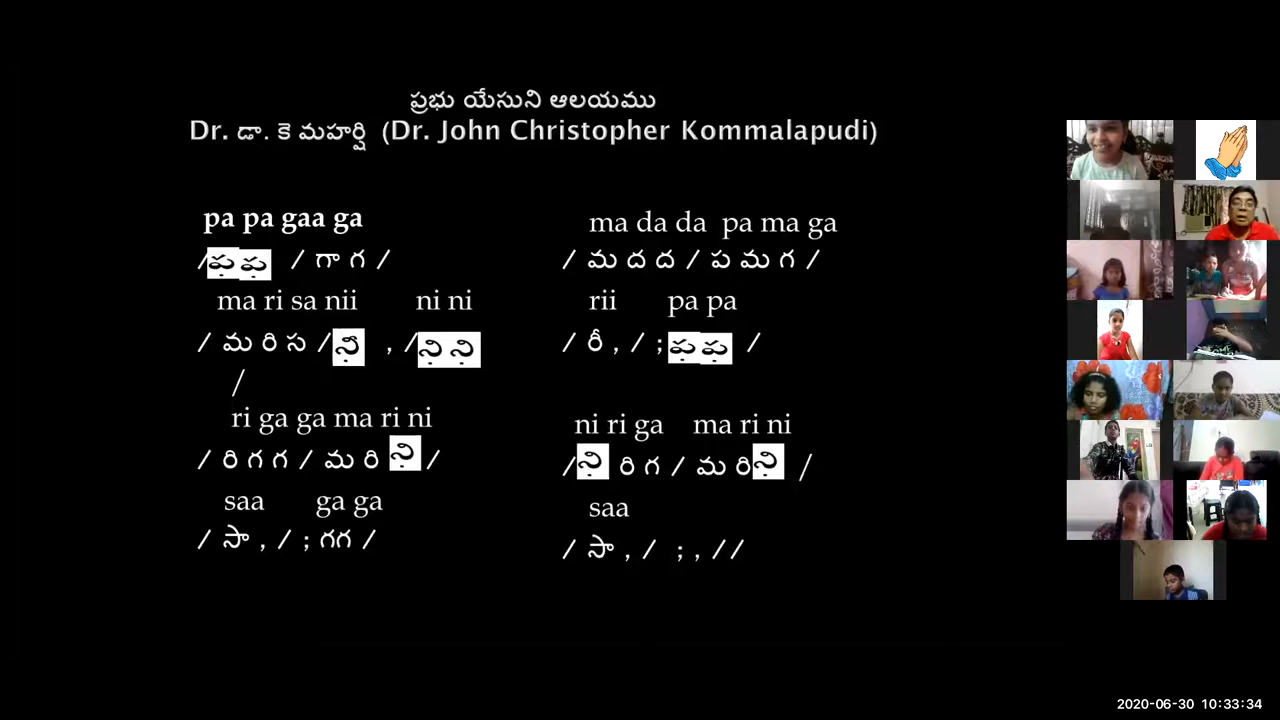 ప్రభు యేసుని ఆలయము
Dr. డా. కె మహర్షి (Dr. John Christopher Kommalapudi)
pa pa gaa ga
/ప̣ ప̣ / గా గ /
ma ri sa nii ni ni
/ మ రి స /నీ̣ , /ని̣ ని̣
/
ri ga ga ma ri ni
/ రి గ గ / మ రి ని̣ /
saa ga ga
/ సా , / ; గగ /
ma da da pa ma ga
/ మ ద ద / ప మ గ /
rii pa pa
/ రీ , / ; ప̣ ప̣ /
ni ri ga ma ri ni
/ని̣ రి గ / మ రి ని̣ /
saa
/ సా , / ; , / /
2020-06-30 10:33:34